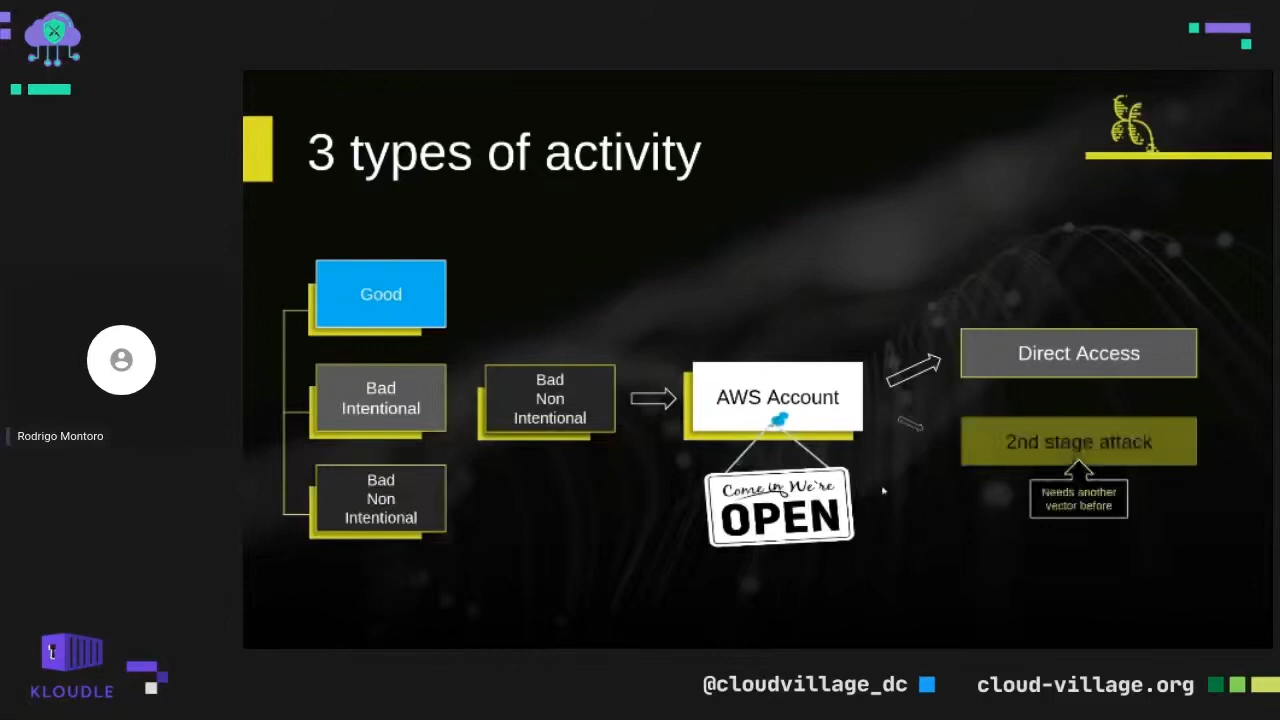 3 types of activity
Good
Bad
Intentional
Bad
Non
Intentional
Bad
Non
Intentional
AWS Account
Come in We're
OPEN
Direct Access
2nd stage attack
Needs another
vector before
Rodrigo Montoro
KLOUDLE
@cloudvillage_dc
cloud-village.org